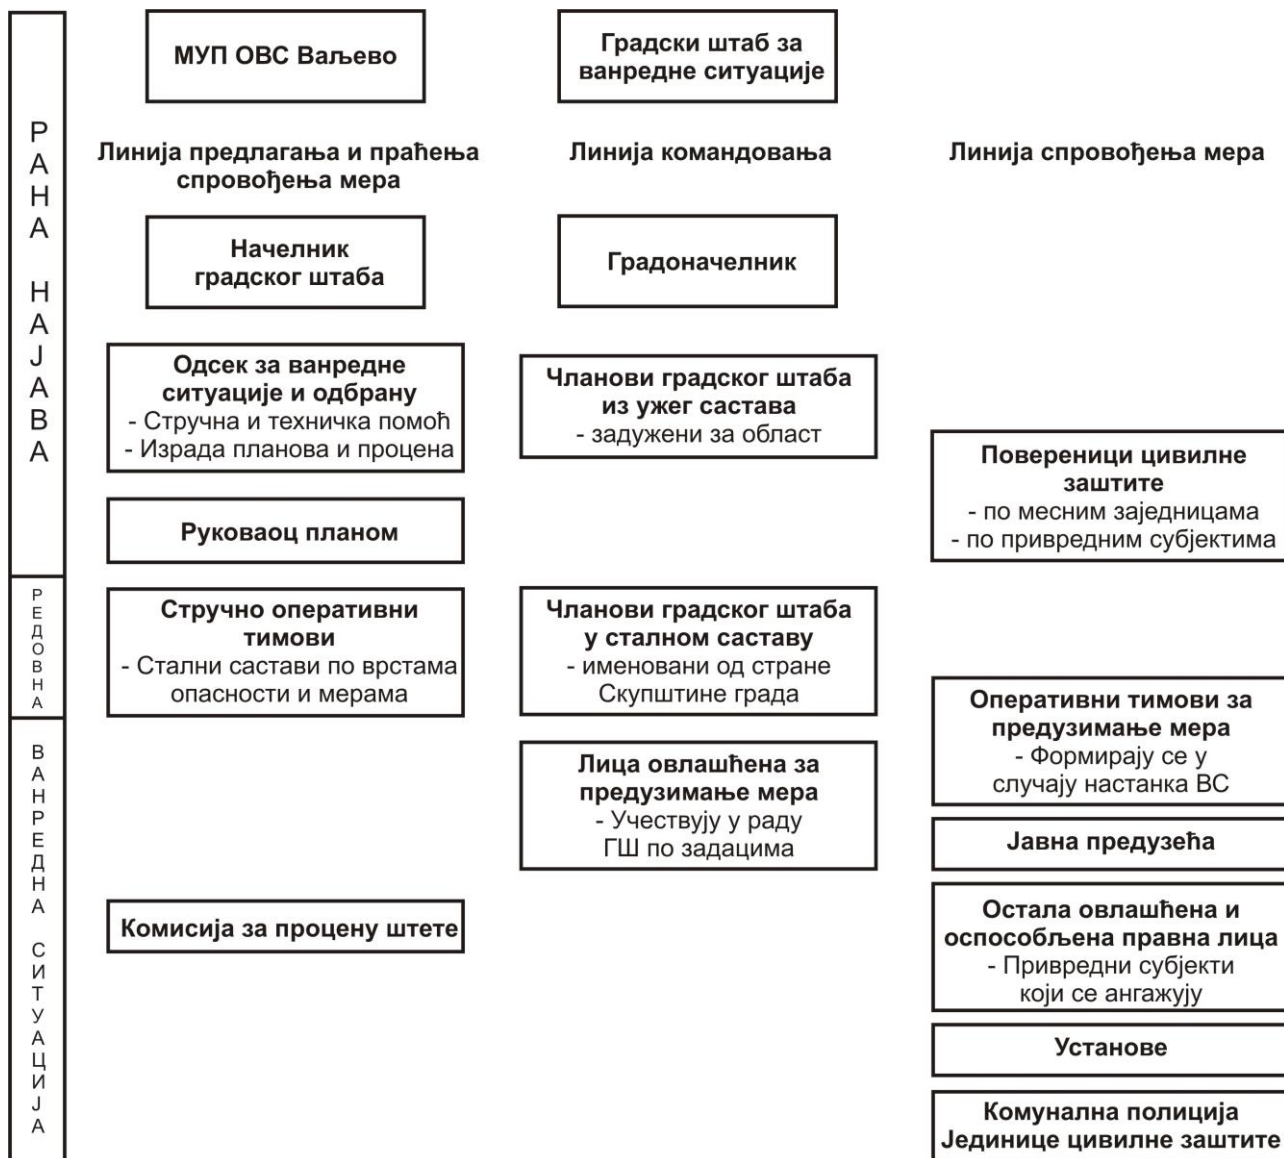 РАНА НАЈАВА
РЕДОВНА
ВАНРЕДНА СИТУАЦИЈА
МУП ОВС Ваљево
Линија предлагања и праћења
спровођења мера
Начелник
градског штаба
Одсек за ванредне
ситуације и одбрану
- Стручна и техничка помоћ
- Израда планова и процена
Руковаоц планом
Стручно оперативни
тимови
- Стални састави по врстама
опасности и мерама
Комисија за процену штете
Градски штаб за
ванредне ситуације
Линија командовања
Градоначелник
Чланови градског штаба
из ужег састава
- задужени за област
Чланови градског штаба
у сталном саставу
- именовани од стране
Скупштине града
Лица овлашћена за
предузимање мера
- Учествују у раду
ГШ по задацима
Линија спровођења мера
Повереници цивилне
заштите
- по месним заједницама
- по привредним субјектима
Оперативни тимови за
предузимање мера
- Формирају се у
случају настанка ВС
Јавна предузећа
Остала овлашћена и
оспособљена правна лица
- Привредни субјекти
који се ангажују
Установе
Комунална полиција
Јединице цивилне заштите